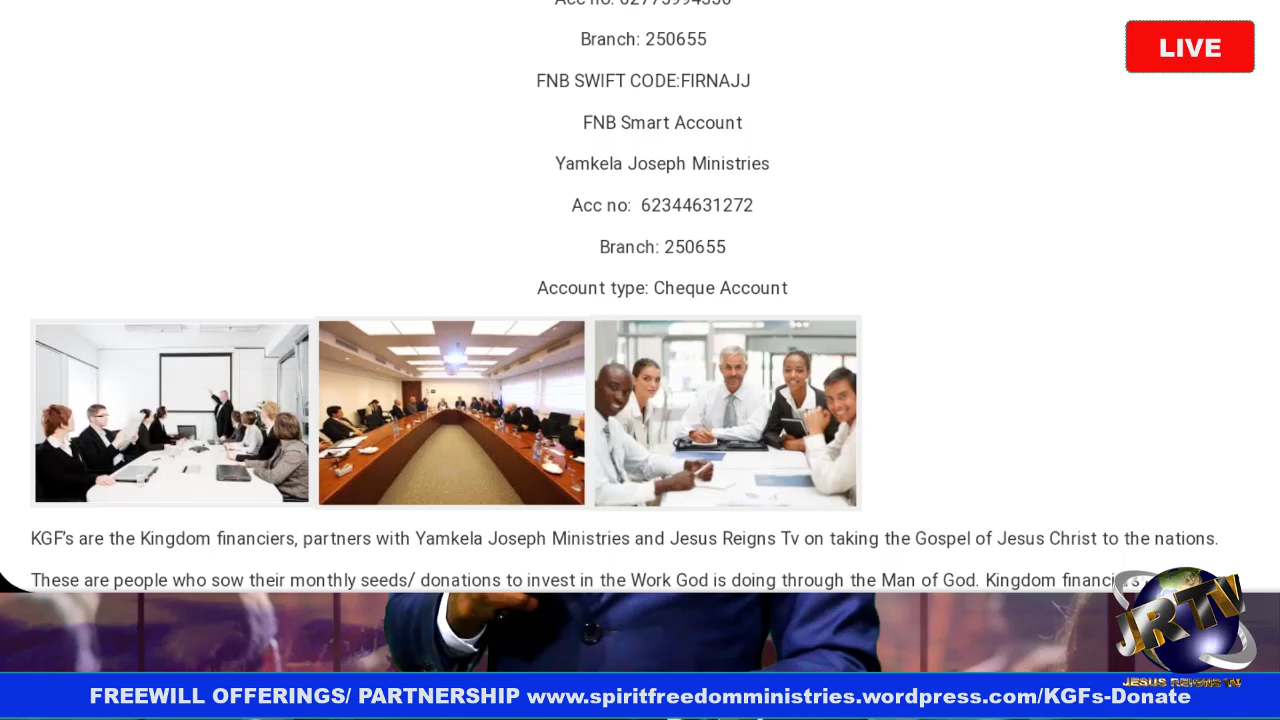 Branch: 250655
LIVE
FNB SWIFT CODE:FIRNAJJ
FNB Smart Account
Yamkela Joseph Ministries
Acc no: 62344631272
Branch: 250655
Account type: Cheque Account
KGF's are the Kingdom financiers, partners with Yamkela Joseph Ministries and Jesus Reigns Tv on taking the Gospel of Jesus Christ to the nations.
These are people who sow their monthly seeds/ donations to invest in the Work God is doing through the Man of God. Kingdom
JRTV
JESUS REIGNS TV
FREEWILL OFFERINGS/ PARTNERSHIP www.spiritfreedomministries.wordpress.com/KGFs-Donate